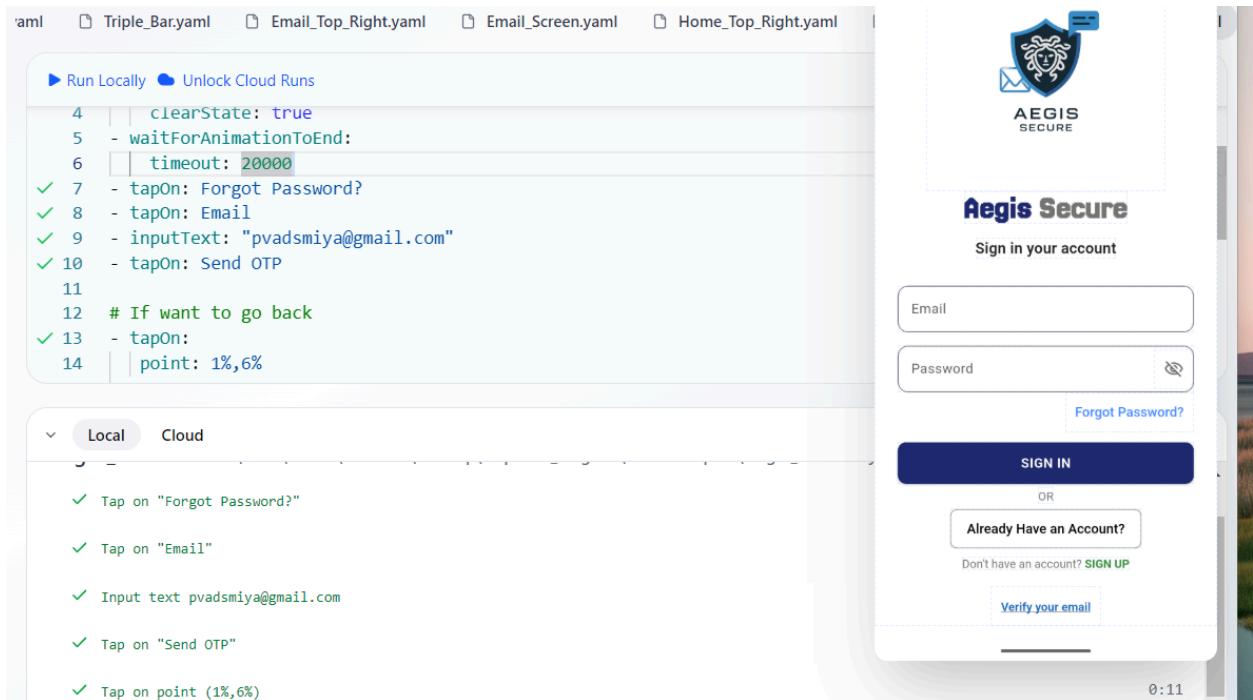 Triple_Bar.yaml Email_Top_Right.yaml Email_Screen.yaml Home_Top_Right.yaml
Run Locally Unlock Cloud Runs
4 clearState: true
5 - waitForAnimationToEnd:
6 timeout: 20000
7 - tapOn: Forgot Password?
8 - tapOn: Email
9 - inputText: "pvadsmiya@gmail.com"
10 - tapOn: Send OTP
11
12 # If want to go back
13 - tapOn:
14 point: 1%,6%
Local Cloud
Tap on "Forgot Password?"
Tap on "Email"
Input text pvadsmiya@gmail.com
Tap on "Send OTP"
Tap on point (1%,6%)
0:11
AEGIS
SECURE
Aegis Secure
Sign in your account
Email
Password
Forgot Password?
SIGN IN
OR
Already Have an Account?
Don't have an account? SIGN UP
Verify your email